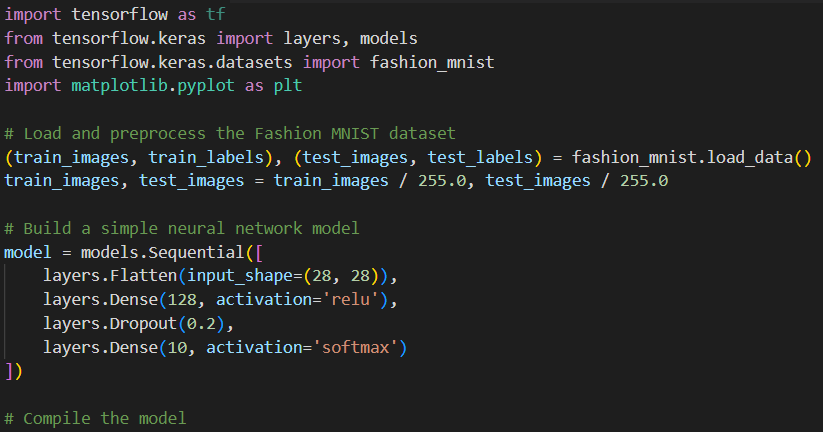 import tensorflow as tf
from tensorflow.keras import layers, models
from tensorflow.keras.datasets import fashion_mnist
import matplotlib.pyplot as plt
# Load and preprocess the Fashion MNIST dataset
(train_images, train_labels), (test_images, test_labels) = fashion_mnist.load_data()
train_images, test_images = train_images / 255.0, test_images / 255.0
# Build a simple neural network model
model = models.Sequential([
    layers.Flatten(input_shape=(28, 28)),
    layers.Dense(128, activation='relu'),
    layers.Dropout(0.2),
    layers.Dense(10, activation='softmax')
])
# Compile the model